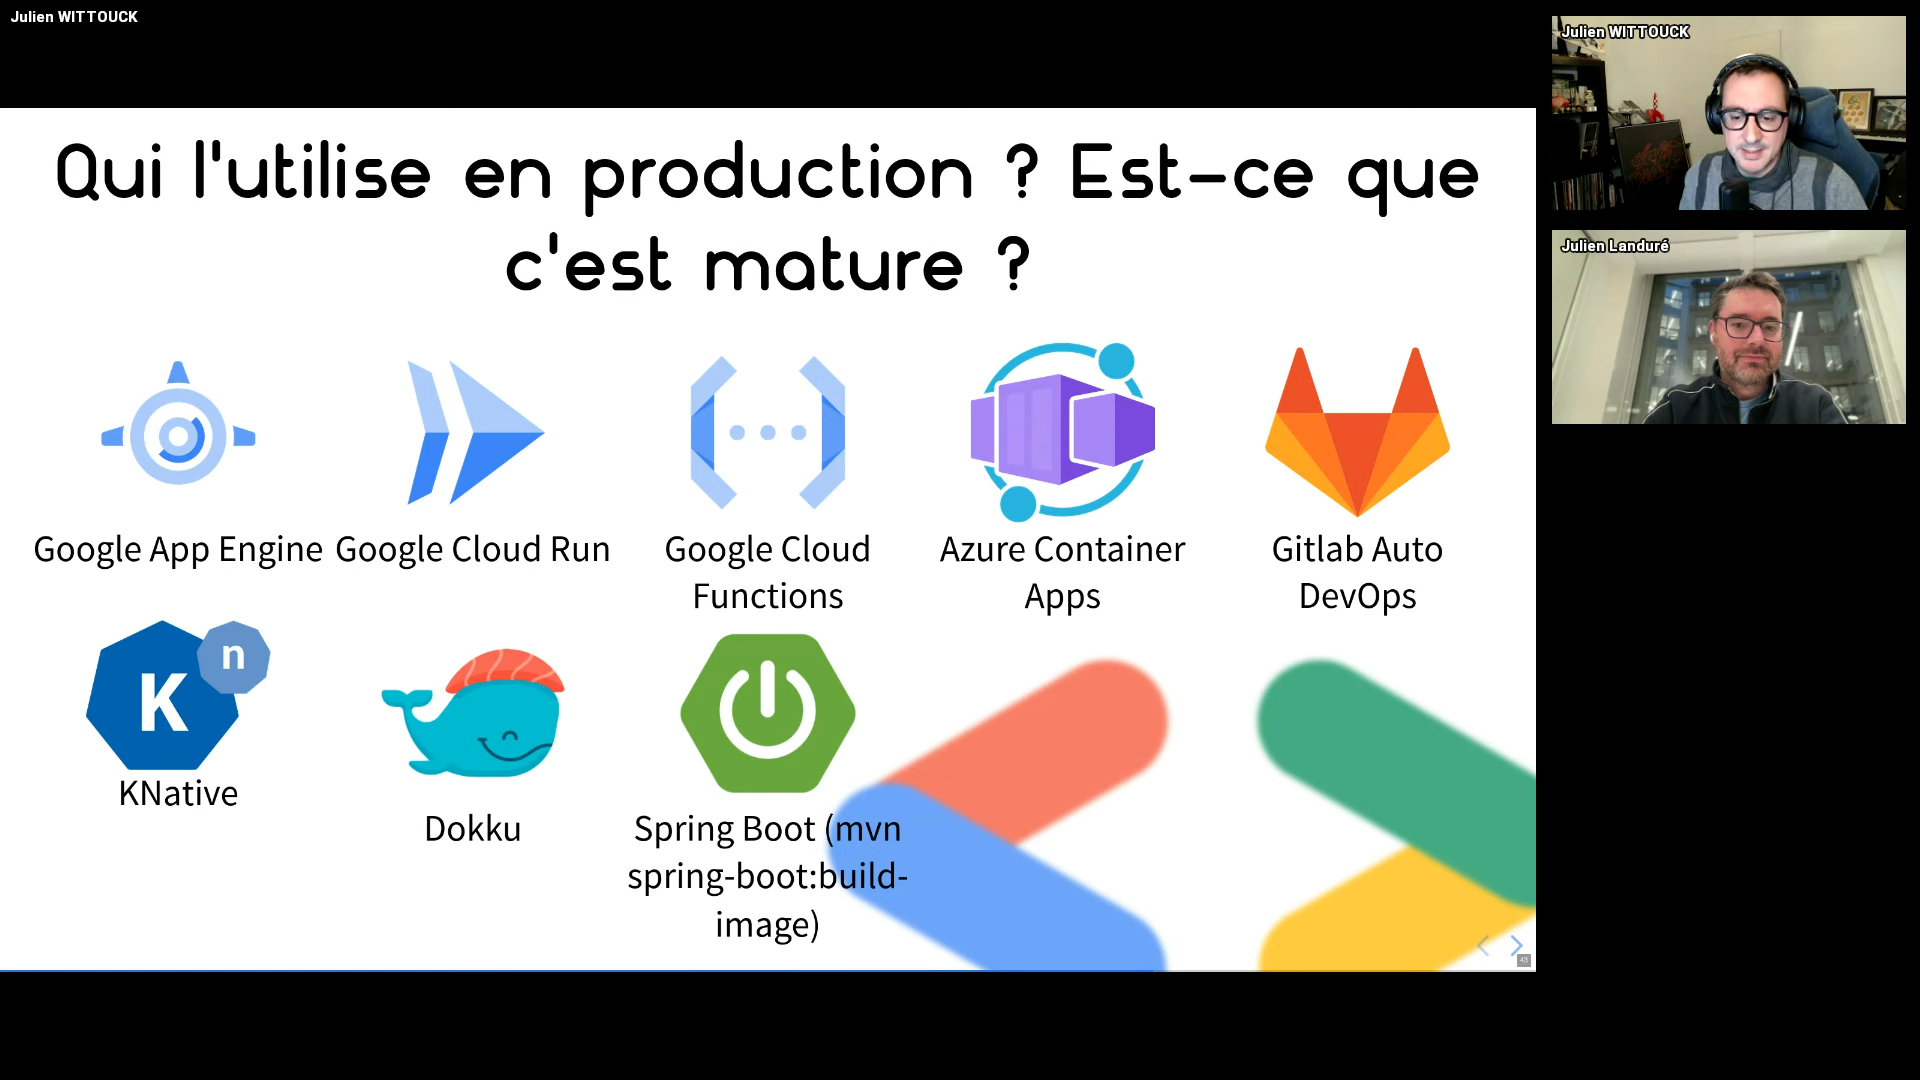 Julien WITTOUCK
Julien WITTOUCK
Julien Landuré
Qui l'utilise en production ? Est-ce que
c'est mature ?
Google App Engine
Google Cloud Run
Google Cloud
Functions
Azure Container
Apps
Gitlab Auto
DevOps
K
n
KNative
Dokku
Spring Boot (mvn
spring-boot:build-
image)
43